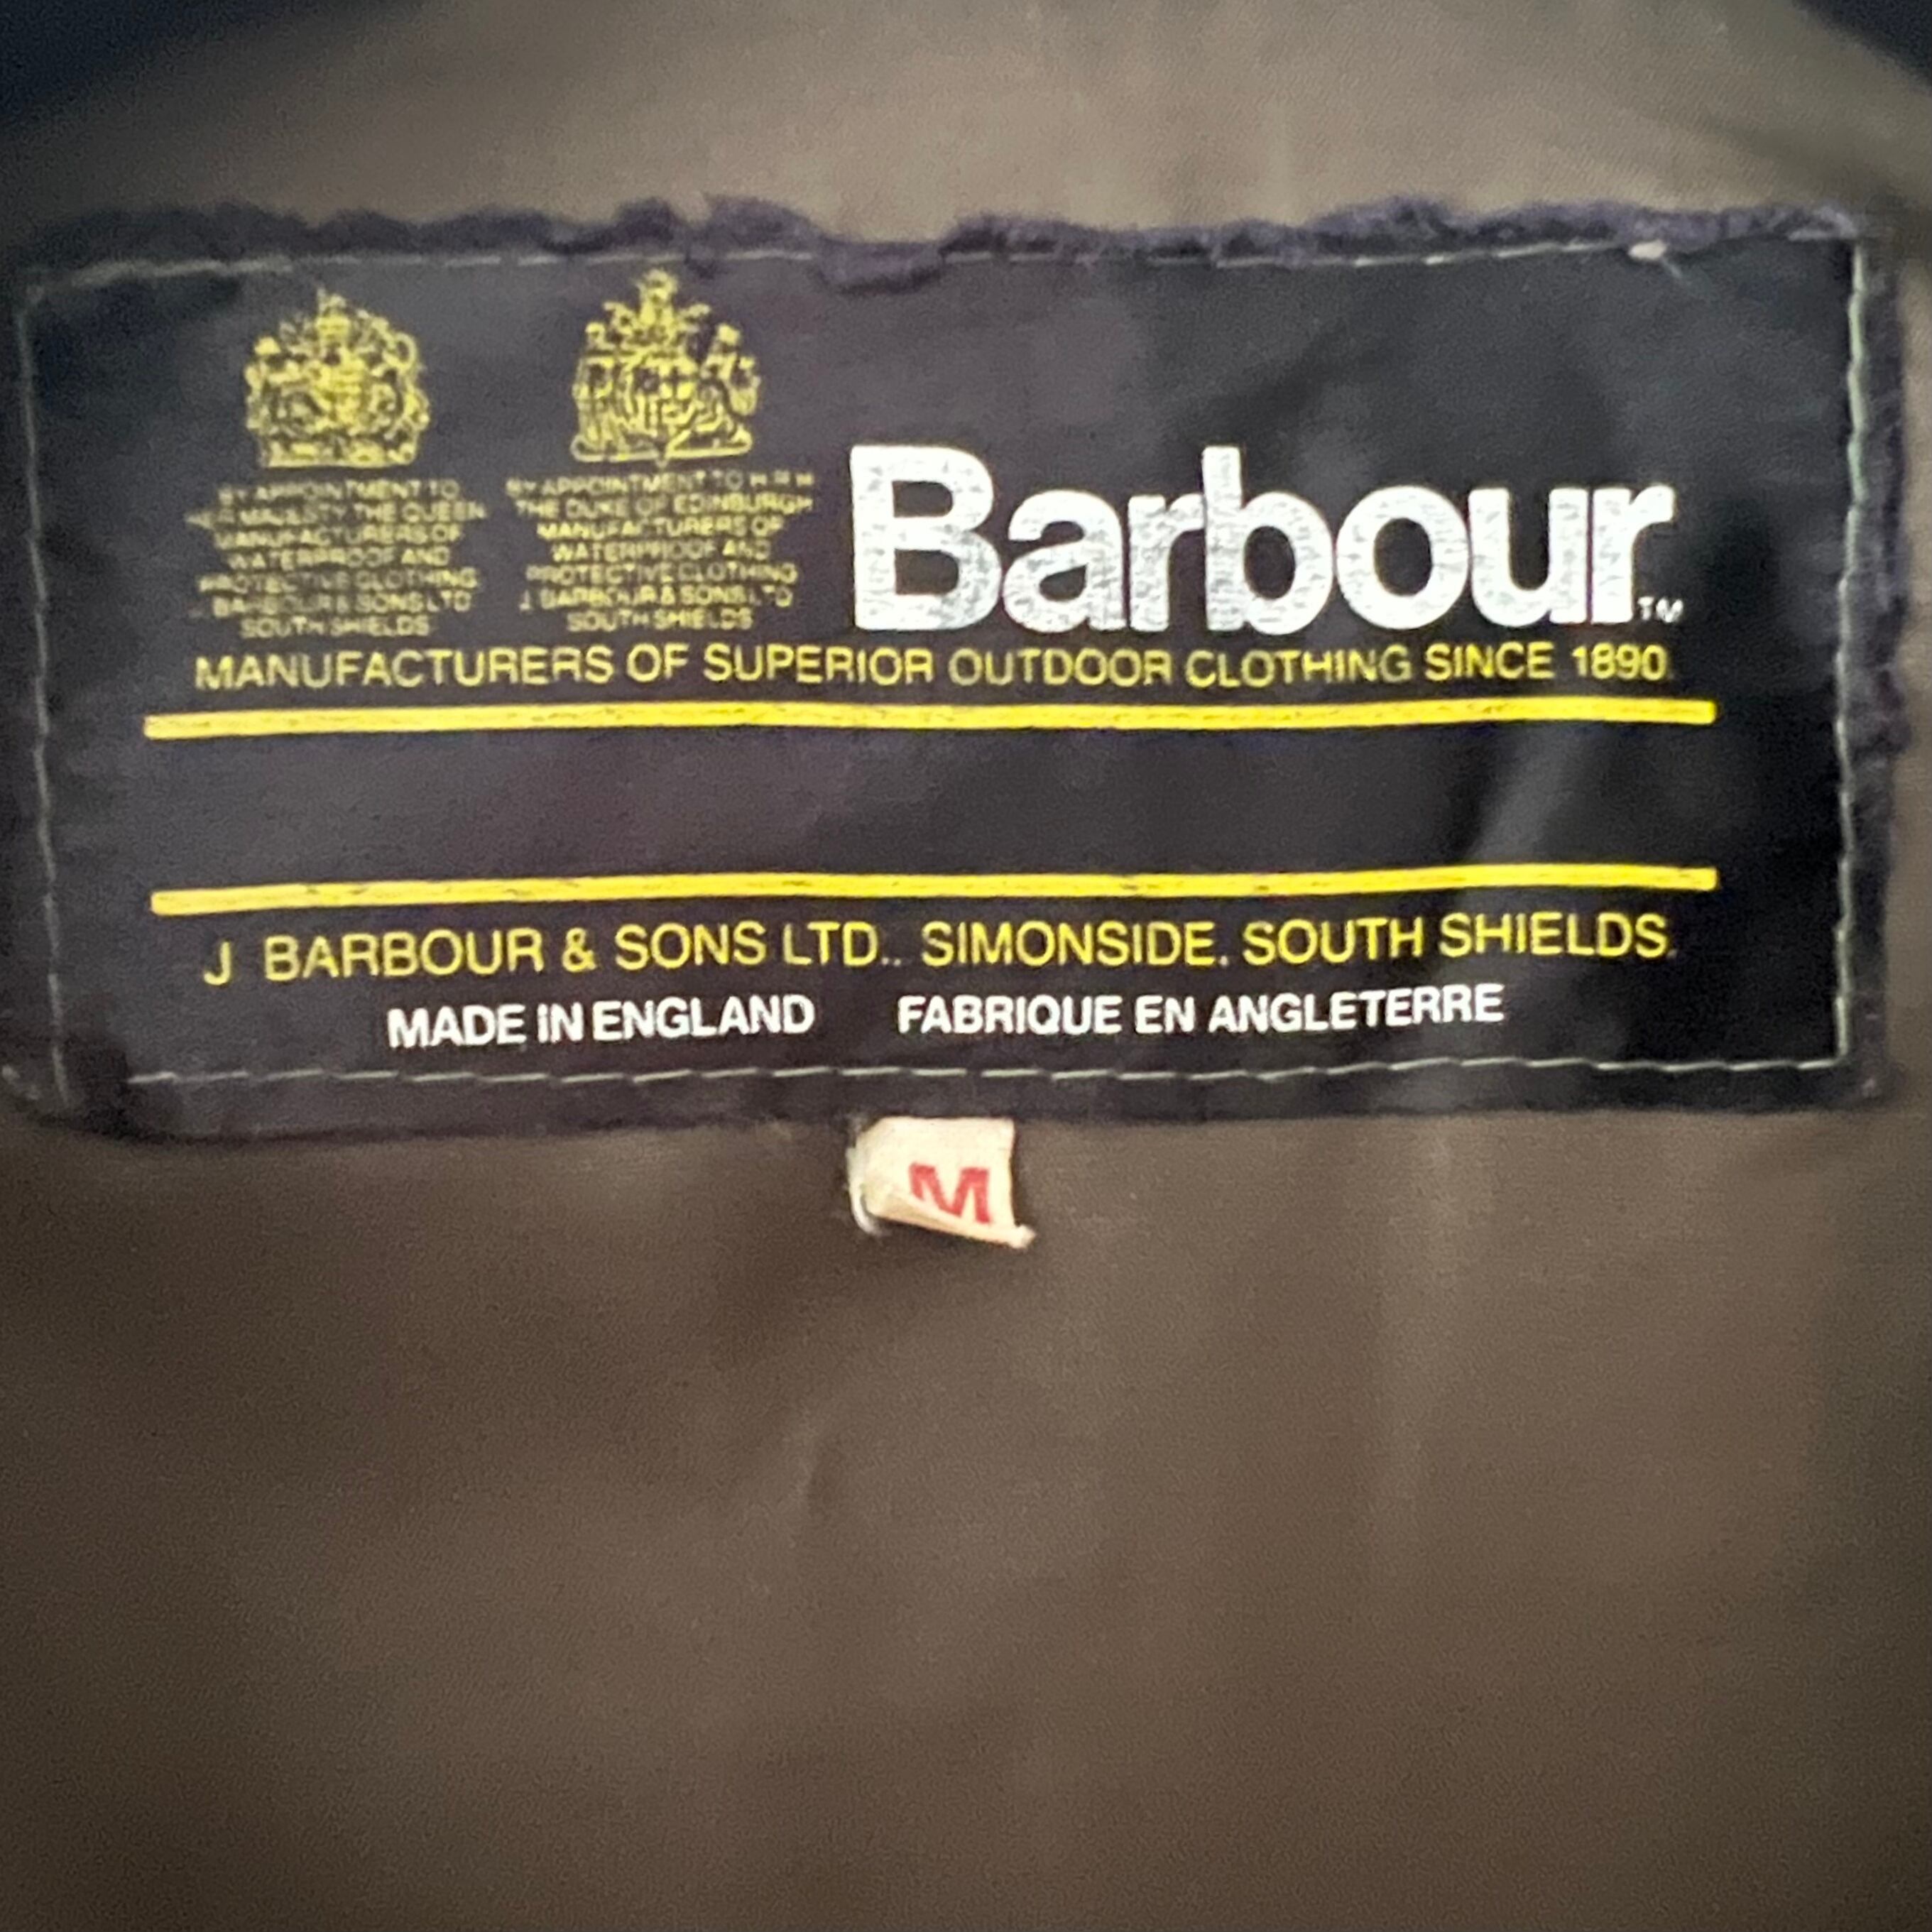 BY APPOINTMENT TO
HER MAJESTY THE QUEEN
MANUFACTURERS OF
WATERPROOF AND
PROTECTIVE CLOTHING
J BARBOUR & SONS LTD
SOUTH SHIELDS
BY APPOINTMENT TO H R H
THE DUKE OF EDINBURGH
MANUFACTURERS OF
WATERPROOF AND
PROTECTIVE CLOTHING
J BARBOUR & SONS LTD
SOUTH SHIELDS
Barbour TM
MANUFACTURERS OF SUPERIOR OUTDOOR CLOTHING SINCE 1890.
J BARBOUR & SONS LTD.. SIMONSIDE. SOUTH SHIELDS.
MADE IN ENGLAND FABRIQUE EN ANGLETERRE
M